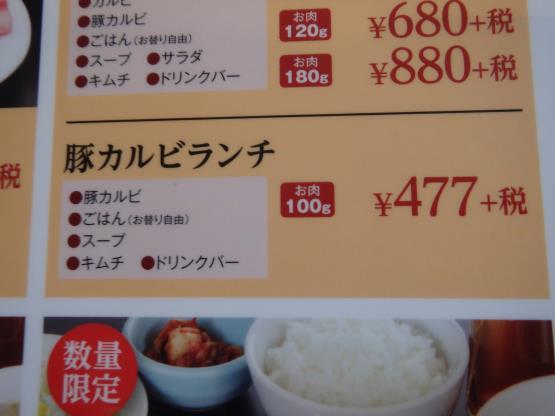 ●カルビ
●豚カルビ
●ごはん(お替り自由)
●スープ ●サラダ
●キムチ ●ドリンクバー
お肉
120g
¥680+税
お肉
180g
¥880+税
豚カルビランチ
●豚カルビ
●ごはん(お替り自由)
●スープ
●キムチ ●ドリンクバー
お肉
100g
¥477+税
税
数量
限定